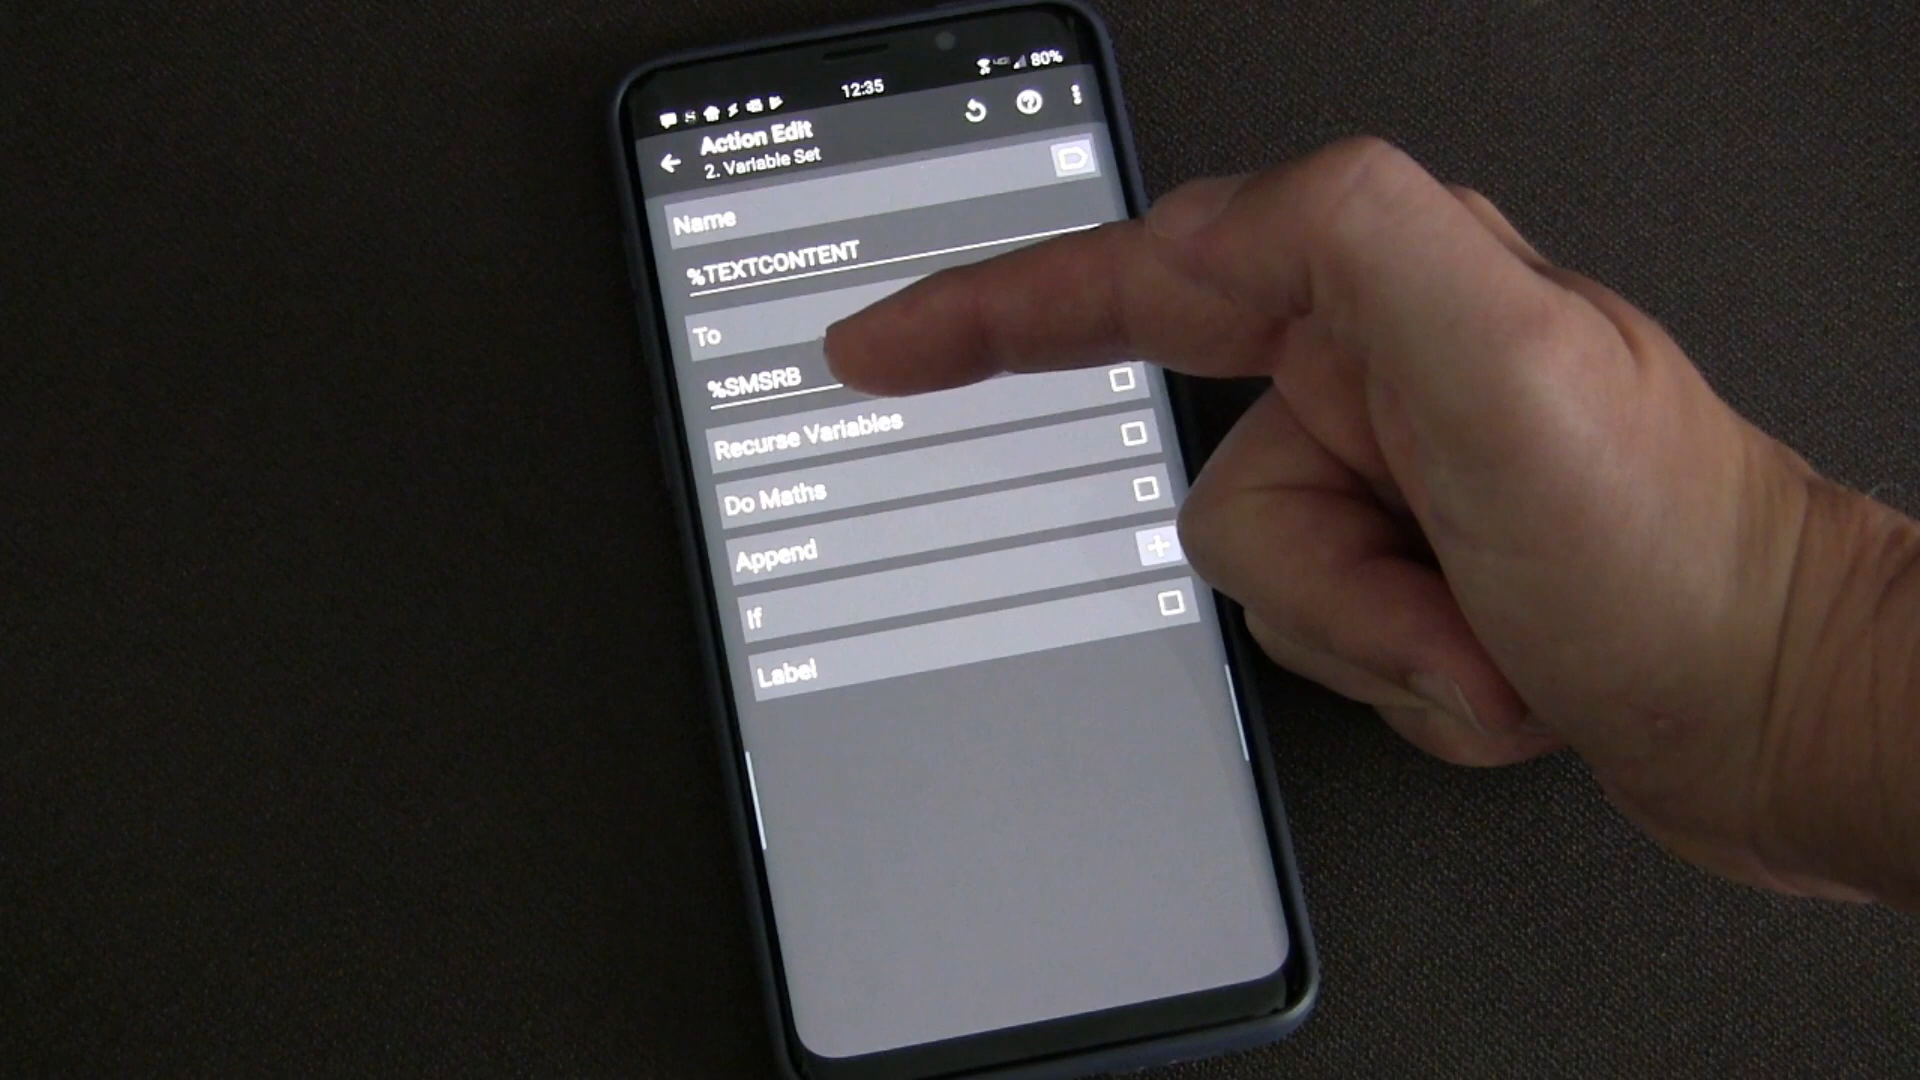 12:35
80%
Action Edit
2. Variable Set
Name
%TEXTCONTENT
To
%SMSRB
Recurse Variables
Do Maths
Append
If
Label